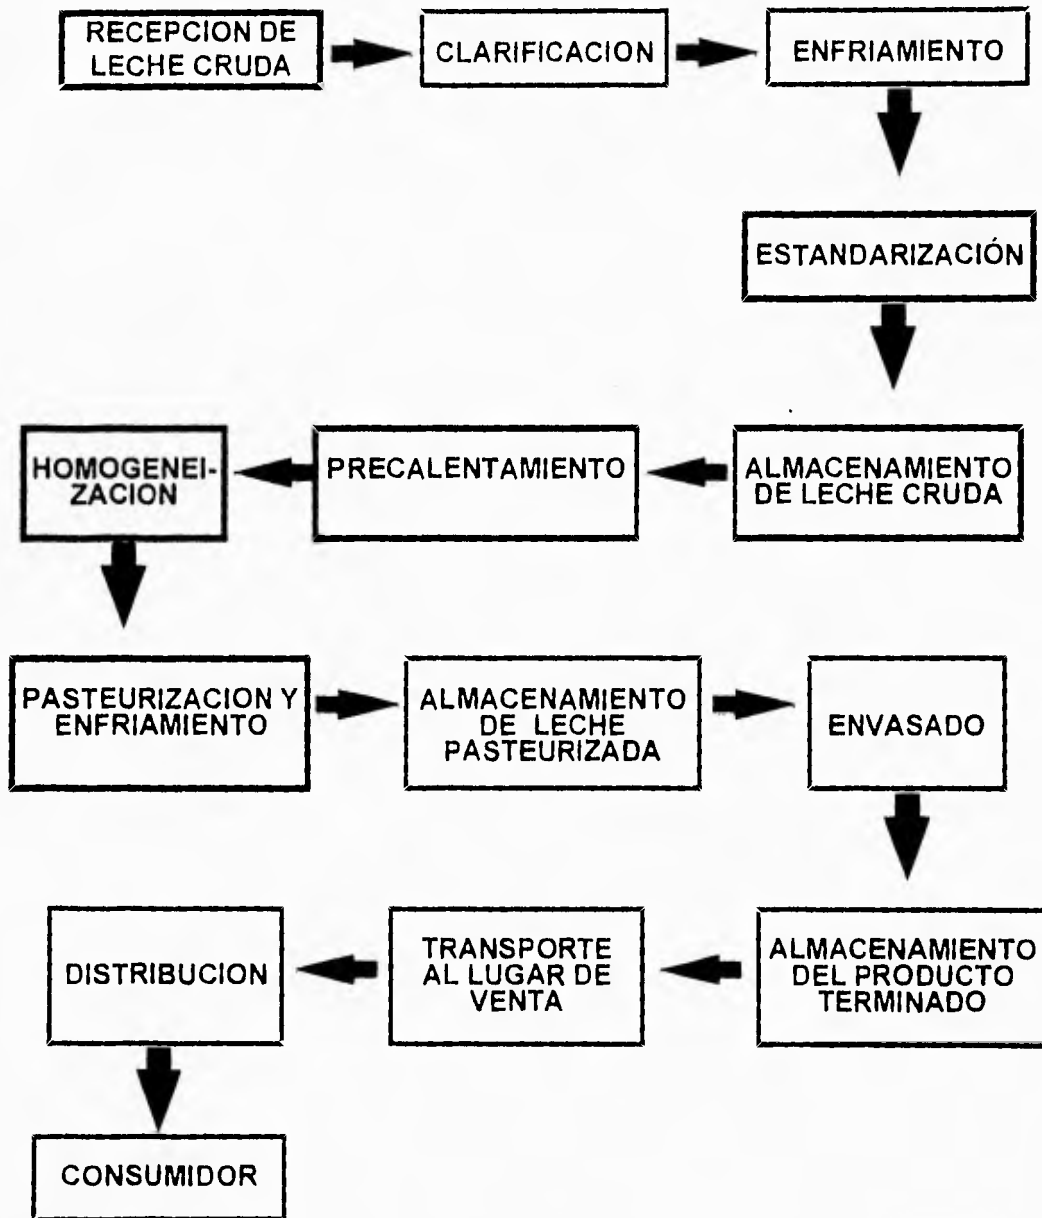 RECEPCION DE
LECHE CRUDA
CLARIFICACION
ENFRIAMIENTO
ESTANDARIZACIÓN
ALMACENAMIENTO
DE LECHE CRUDA
PRECALENTAMIENTO
HOMOGENEI-
ZACION
PASTEURIZACION Y
ENFRIAMIENTO
ALMACENAMIENTO
DE LECHE
PASTEURIZADA
ENVASADO
ALMACENAMIENTO
DEL PRODUCTO
TERMINADO
TRANSPORTE
AL LUGAR DE
VENTA
DISTRIBUCION
CONSUMIDOR